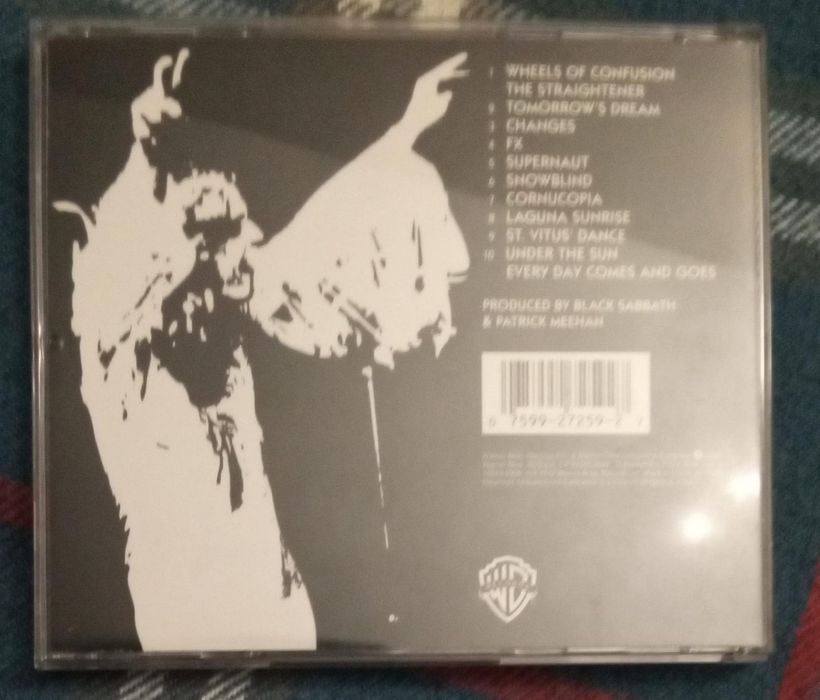 1 WHEELS OF CONFUSION
THE STRAIGHTENER
2 TOMORROW'S DREAM
3 CHANGES
4 FX
5 SUPERNAUT
6 SNOWBLIND
7 CORNUCOPIA
8 LAGUNA SUNRISE
9 ST. VITUS' DANCE
10 UNDER THE SUN
EVERY DAY COMES AND GOES
PRODUCED BY BLACK SABBATH
& PATRICK MEEHAN
0 7599-27259-2 7